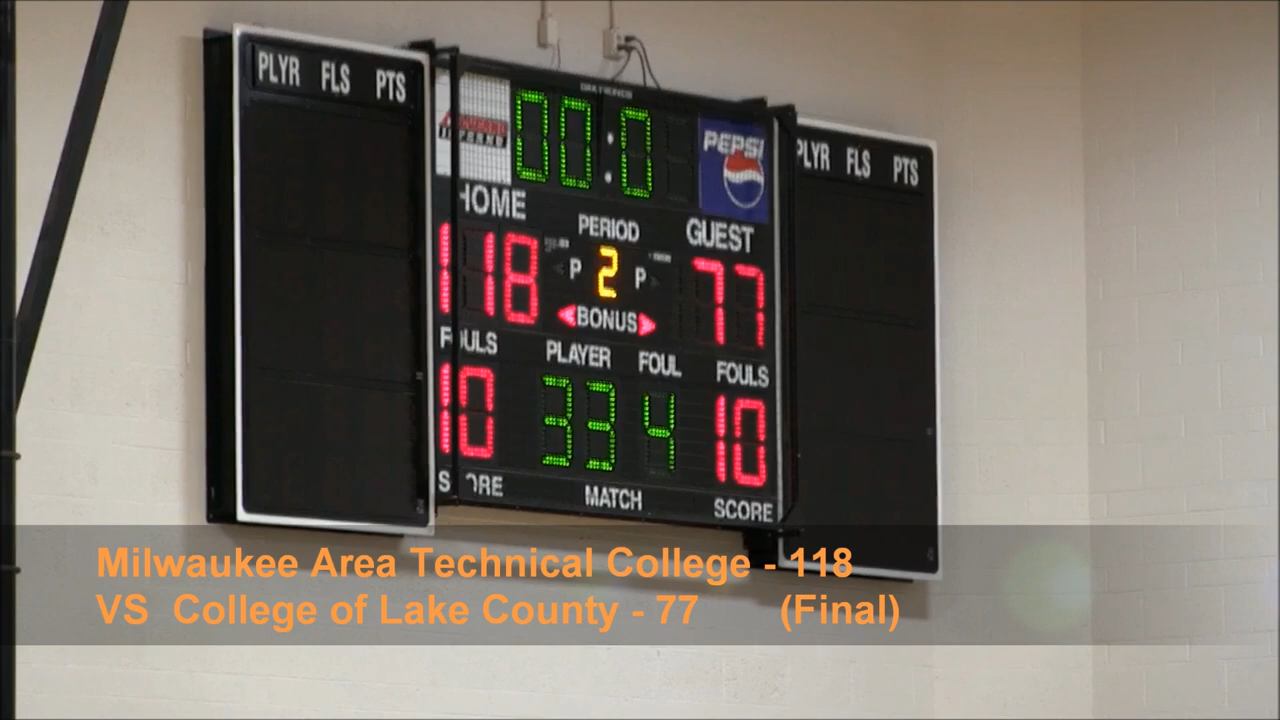 PLYR FLS PTS
DAKTRONICS
00:0
PEPSI
PLYR FLS PTS
HOME
PERIOD
GUEST
118
P 2 P
77
BONUS
FOULS
PLAYER FOUL
FOULS
10
33 4
10
SCORE
MATCH
SCORE
Milwaukee Area Technical College - 118
VS College of Lake County - 77 (Final)